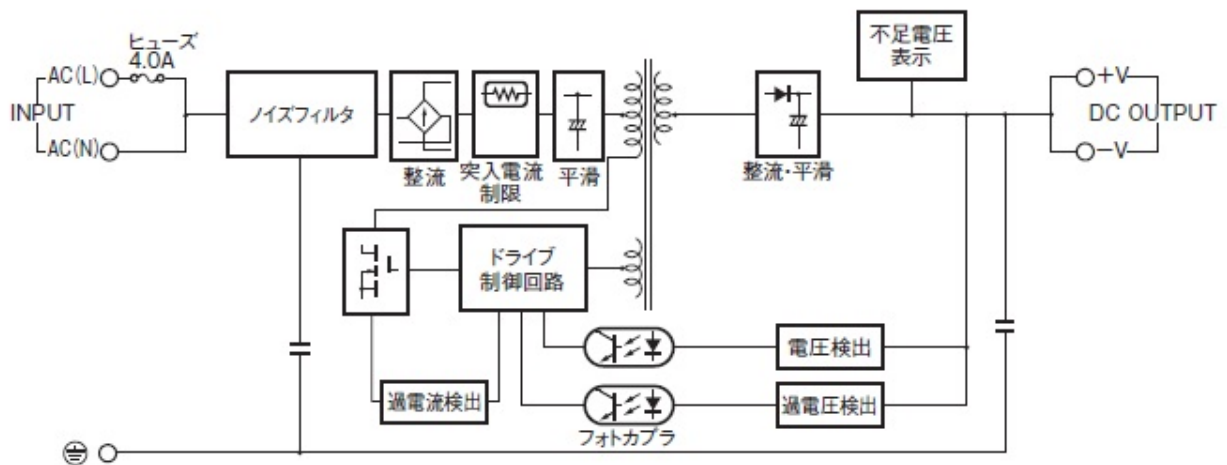 ヒューズ
4.0A
AC(L)
INPUT
AC(N)
ノイズフィルタ
整流
突入電流
制限
平滑
整流・平滑
不足電圧
表示
+V
DC OUTPUT
−V
ドライブ
制御回路
電圧検出
過電流検出
過電圧検出
フォトカプラ